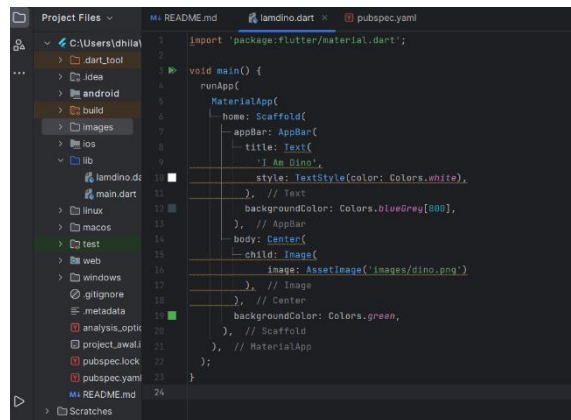 Project Files
README.md
Iamdino.dart
pubspec.yaml
C:\Users\dhila\
.dart_tool
.idea
android
build
images
ios
lib
Iamdino.da
main.dart
linux
macos
test
web
windows
.gitignore
.metadata
analysis_optio
project_awal.i
pubspec.lock
pubspec.yaml
README.md
Scratches
1 import 'package:flutter/material.dart';
2
3 void main() {
4 runApp(
5 MaterialApp(
6 home: Scaffold(
7 appBar: AppBar(
8 title: Text(
9 'I Am Dino',
10 style: TextStyle(color: Colors.white),
11 ), // Text
12 backgroundColor: Colors.blueGrey[800],
13 ), // AppBar
14 body: Center(
15 child: Image(
16 image: AssetImage('images/dino.png')
17 ), // Image
18 ), // Center
19 backgroundColor: Colors.green,
20 ), // Scaffold
21 ), // MaterialApp
22 );
23 }
24